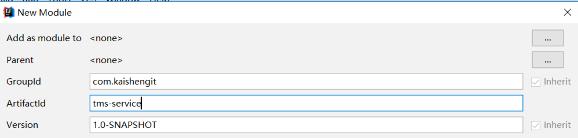 New Module
Add as module to <none> ...
Parent <none> ...
GroupId com.kaishengit Inherit
ArtifactId tms-service
Version 1.0-SNAPSHOT Inherit